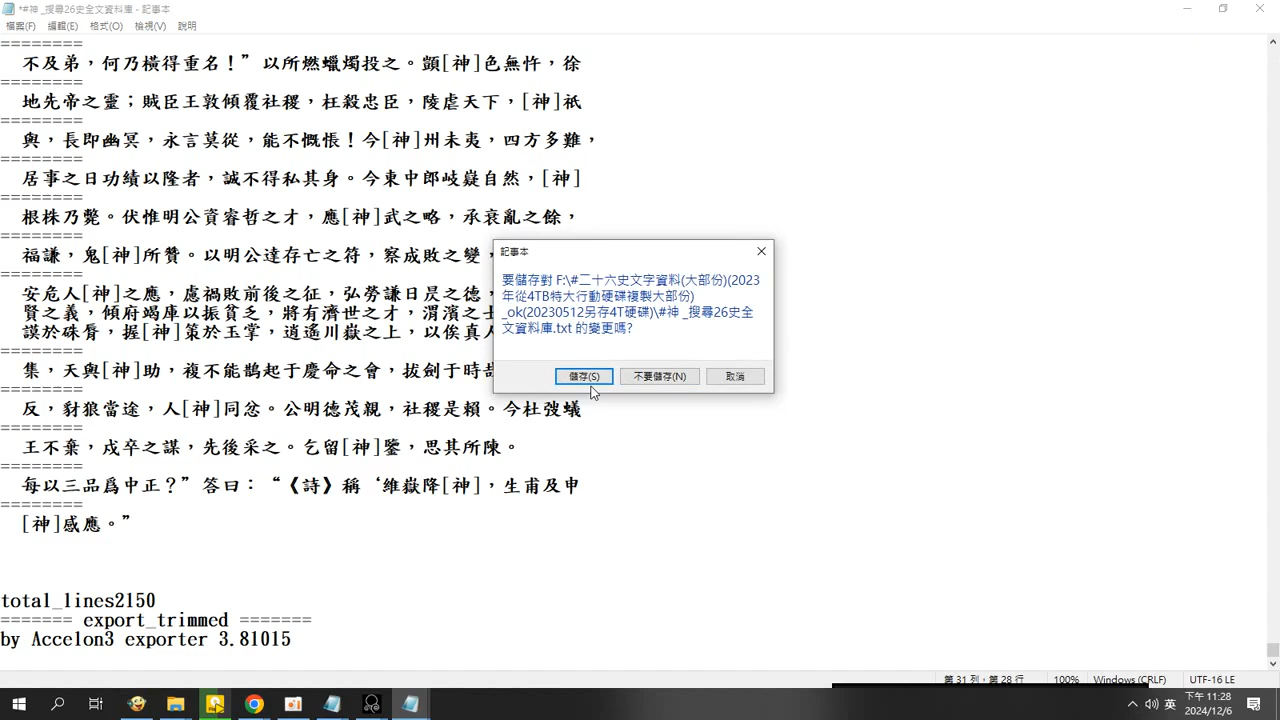 *#神 _搜尋26史全文資料庫 - 記事本
檔案(F) 編輯(E) 格式(O) 檢視(V) 說明
========
不及弟，何乃橫得重名！”以所燃蠟燭投之。顗[神]色無忤，徐
========
地先帝之靈；賊臣王敦傾覆社稷，枉殺忠臣，陵虐天下，[神]祇
========
輿，長即幽冥，永言莫從，能不慨悵！今[神]州未夷，四方多難，
========
居事之日功績以隆者，誠不得私其身。今東中郎岐嶷自然，[神]
========
根株乃斃。伏惟明公資睿哲之才，應[神]武之略，承衰亂之餘，
========
福謙，鬼[神]所贊。以明公達存亡之符，察成敗之變，
========
安危人[神]之應，慮禍敗前後之征，弘勞謙日昃之德，
賢之義，傾府竭庫以振貧乏，將有濟世之才，渭濱之士
謨於硃脣，握[神]策於玉掌，逍遙川嶽之上，以俟真人
========
集，天與[神]助，複不能鵲起于慶命之會，拔劍于時
========
反，豺狼當途，人[神]同忿。公明德茂親，社稷是賴。今杜弢蟻
========
王不棄，戍卒之謀，先後采之。乞留[神]鑒，思其所陳。
========
每以三品爲中正？”答曰：“《詩》稱‘維嶽降[神]，生甫及申
========
[神]感應。”
total_lines2150
======= export_trimmed =======
by Accelon3 exporter 3.81015
記事本
要儲存對 F:\#二十六史文字資料(大部份)(2023
年從4TB特大行動硬碟複製大部份)
_ok(20230512另存4T硬碟)\#神 _搜尋26史全
文資料庫.txt 的變更嗎?
儲存(S) 不要儲存(N) 取消
第 31 列，第 28 行 100% Windows (CRLF) UTF-16 LE
英
下午 11:28
2024/12/6